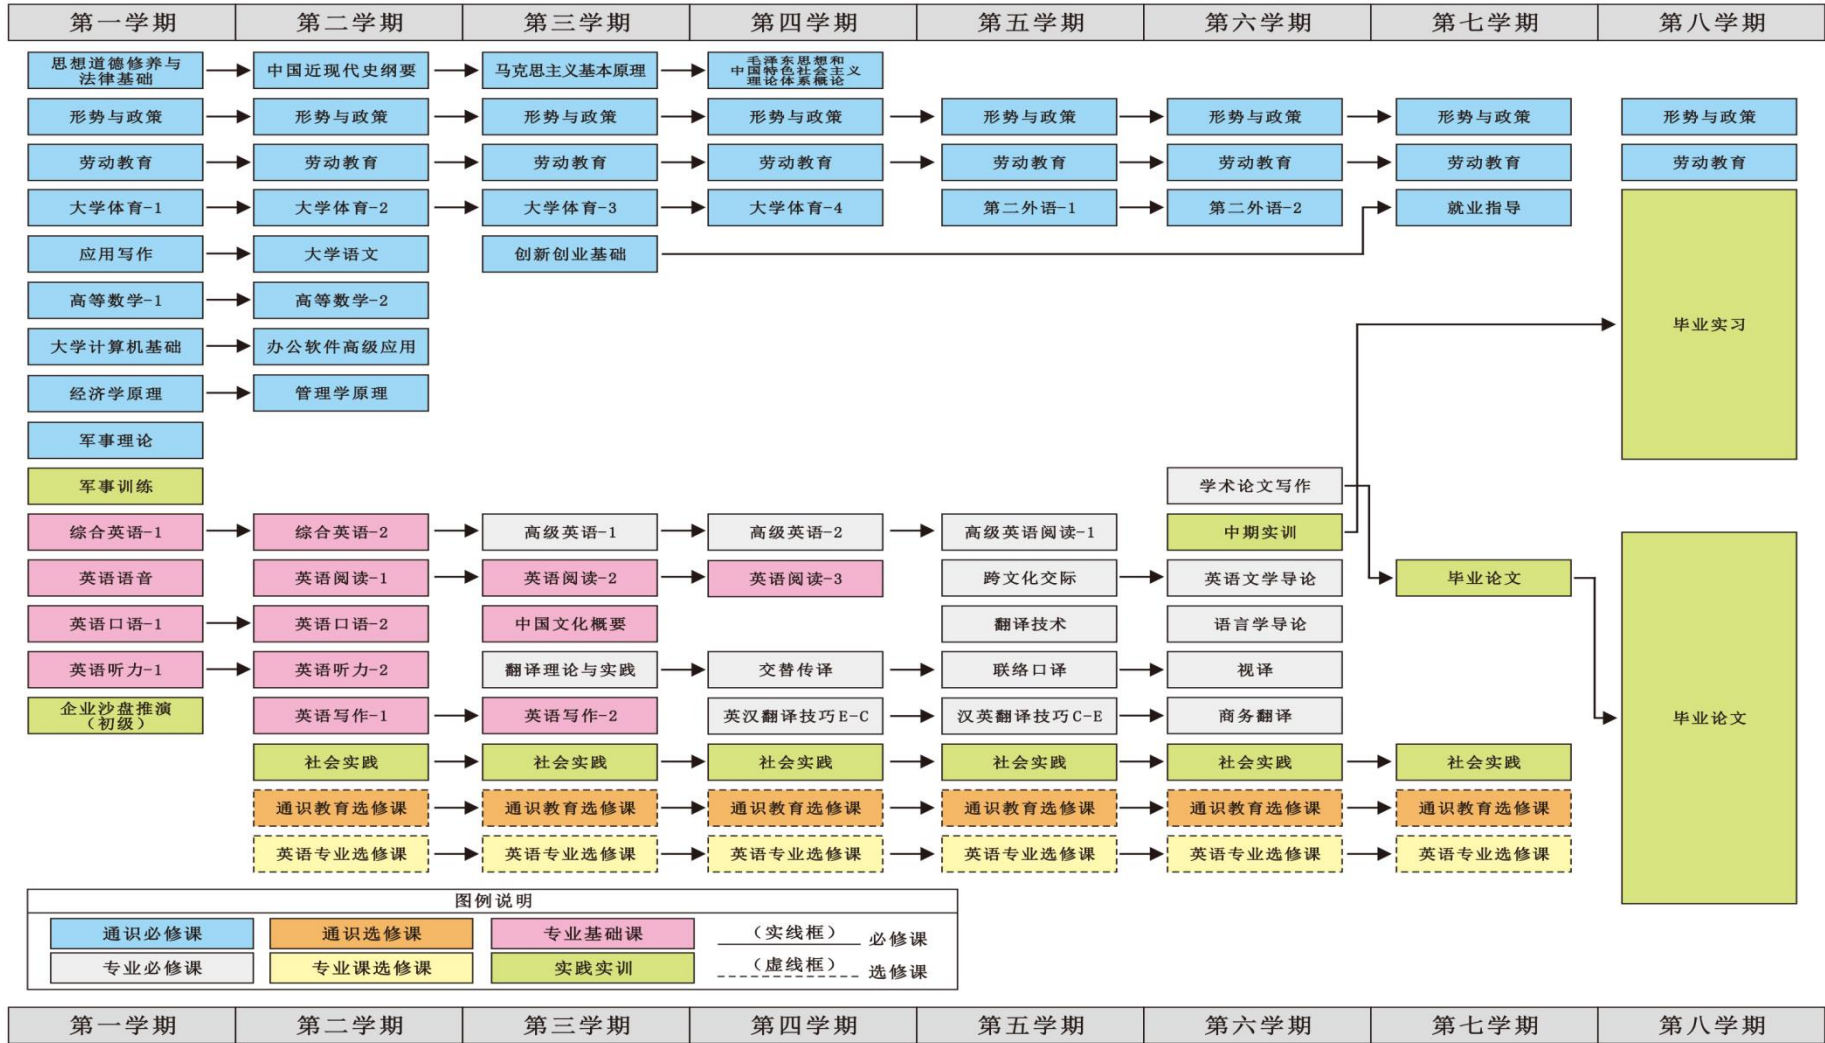 第一学期 第二学期 第三学期 第四学期 第五学期 第六学期 第七学期 第八学期
思想道德修养与
法律基础
中国近现代史纲要
马克思主义基本原理
毛泽东思想和
中国特色社会主义
理论体系概论
形势与政策 形势与政策 形势与政策 形势与政策 形势与政策 形势与政策 形势与政策 形势与政策
劳动教育 劳动教育 劳动教育 劳动教育 劳动教育 劳动教育 劳动教育 劳动教育
大学体育-1 大学体育-2 大学体育-3 大学体育-4 第二外语-1 第二外语-2 就业指导
应用写作 大学语文 创新创业基础
高等数学-1 高等数学-2
大学计算机基础 办公软件高级应用 毕业实习
经济学原理 管理学原理
军事理论
军事训练 学术论文写作
综合英语-1 综合英语-2 高级英语-1 高级英语-2 高级英语阅读-1 中期实训
英语语音 英语阅读-1 英语阅读-2 英语阅读-3 跨文化交际 英语文学导论 毕业论文
英语口语-1 英语口语-2 中国文化概要 翻译技术 语言学导论
英语听力-1 英语听力-2 翻译理论与实践 交替传译 联络口译 视译
企业沙盘推演
（初级）
英语写作-1 英语写作-2 英汉翻译技巧E-C 汉英翻译技巧C-E 商务翻译 毕业论文
社会实践 社会实践 社会实践 社会实践 社会实践 社会实践
通识教育选修课 通识教育选修课 通识教育选修课 通识教育选修课 通识教育选修课 通识教育选修课
英语专业选修课 英语专业选修课 英语专业选修课 英语专业选修课 英语专业选修课 英语专业选修课
图例说明
通识必修课 通识选修课 专业基础课 （实线框） 必修课
专业必修课 专业课选修课 实践实训 （虚线框） 选修课
第一学期 第二学期 第三学期 第四学期 第五学期 第六学期 第七学期 第八学期